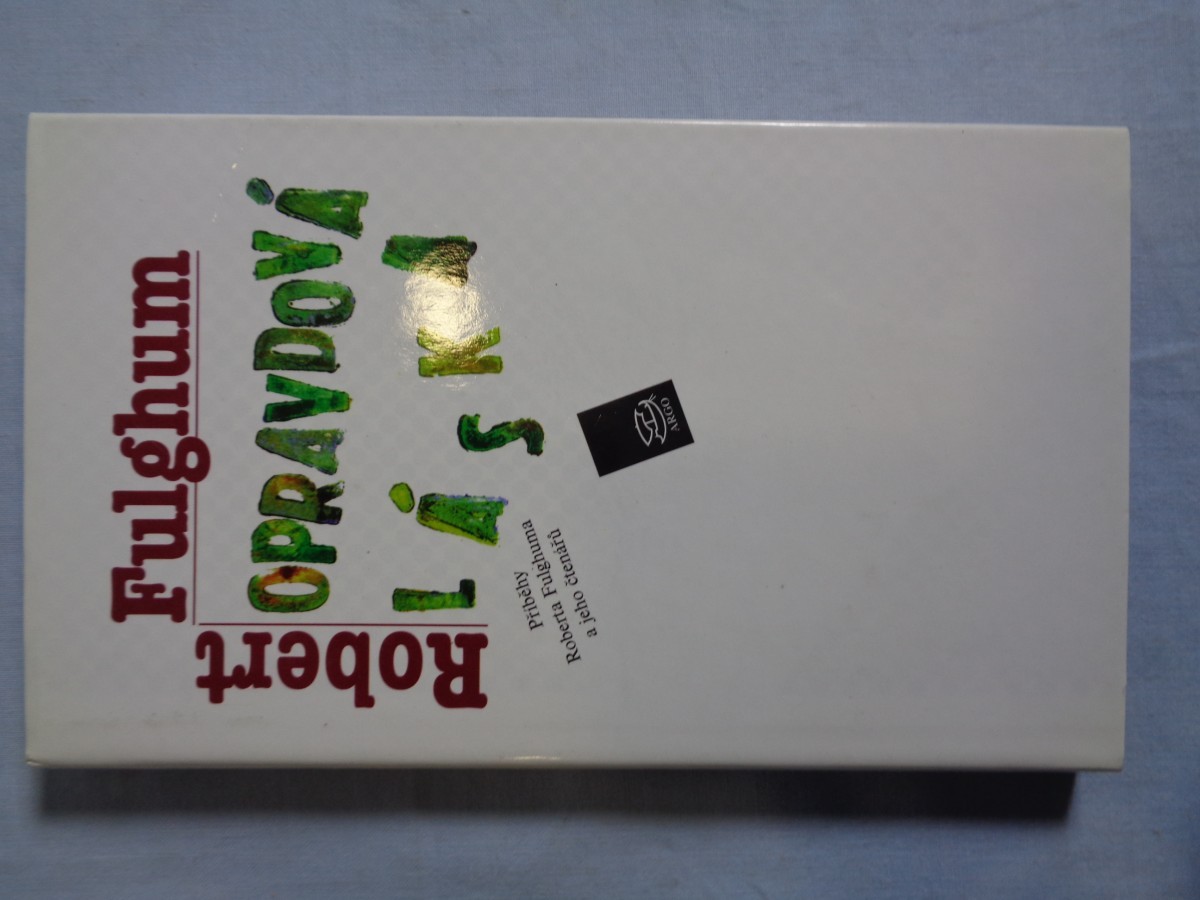 Robert
Fulghum
OPRAVDOVÁ
LÁSKA
Příběhy
Roberta Fulghuma
a jeho čtenářů
ARGO